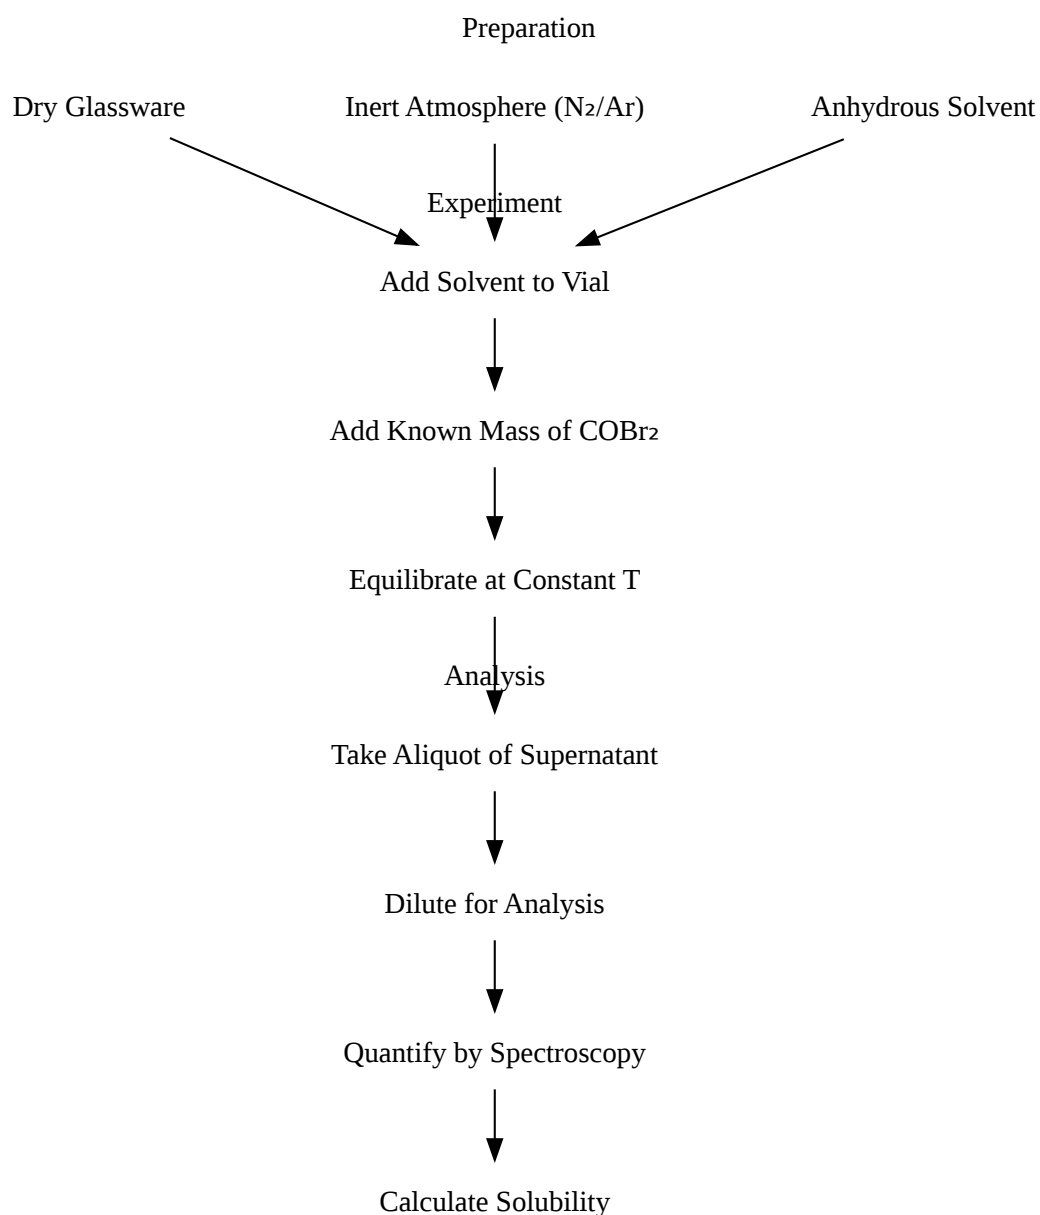 Preparation
Dry Glassware
Inert Atmosphere (N₂/Ar)
Anhydrous Solvent
Experiment
Add Solvent to Vial
Add Known Mass of COBr₂
Equilibrate at Constant T
Analysis
Take Aliquot of Supernatant
Dilute for Analysis
Quantify by Spectroscopy
Calculate Solubility